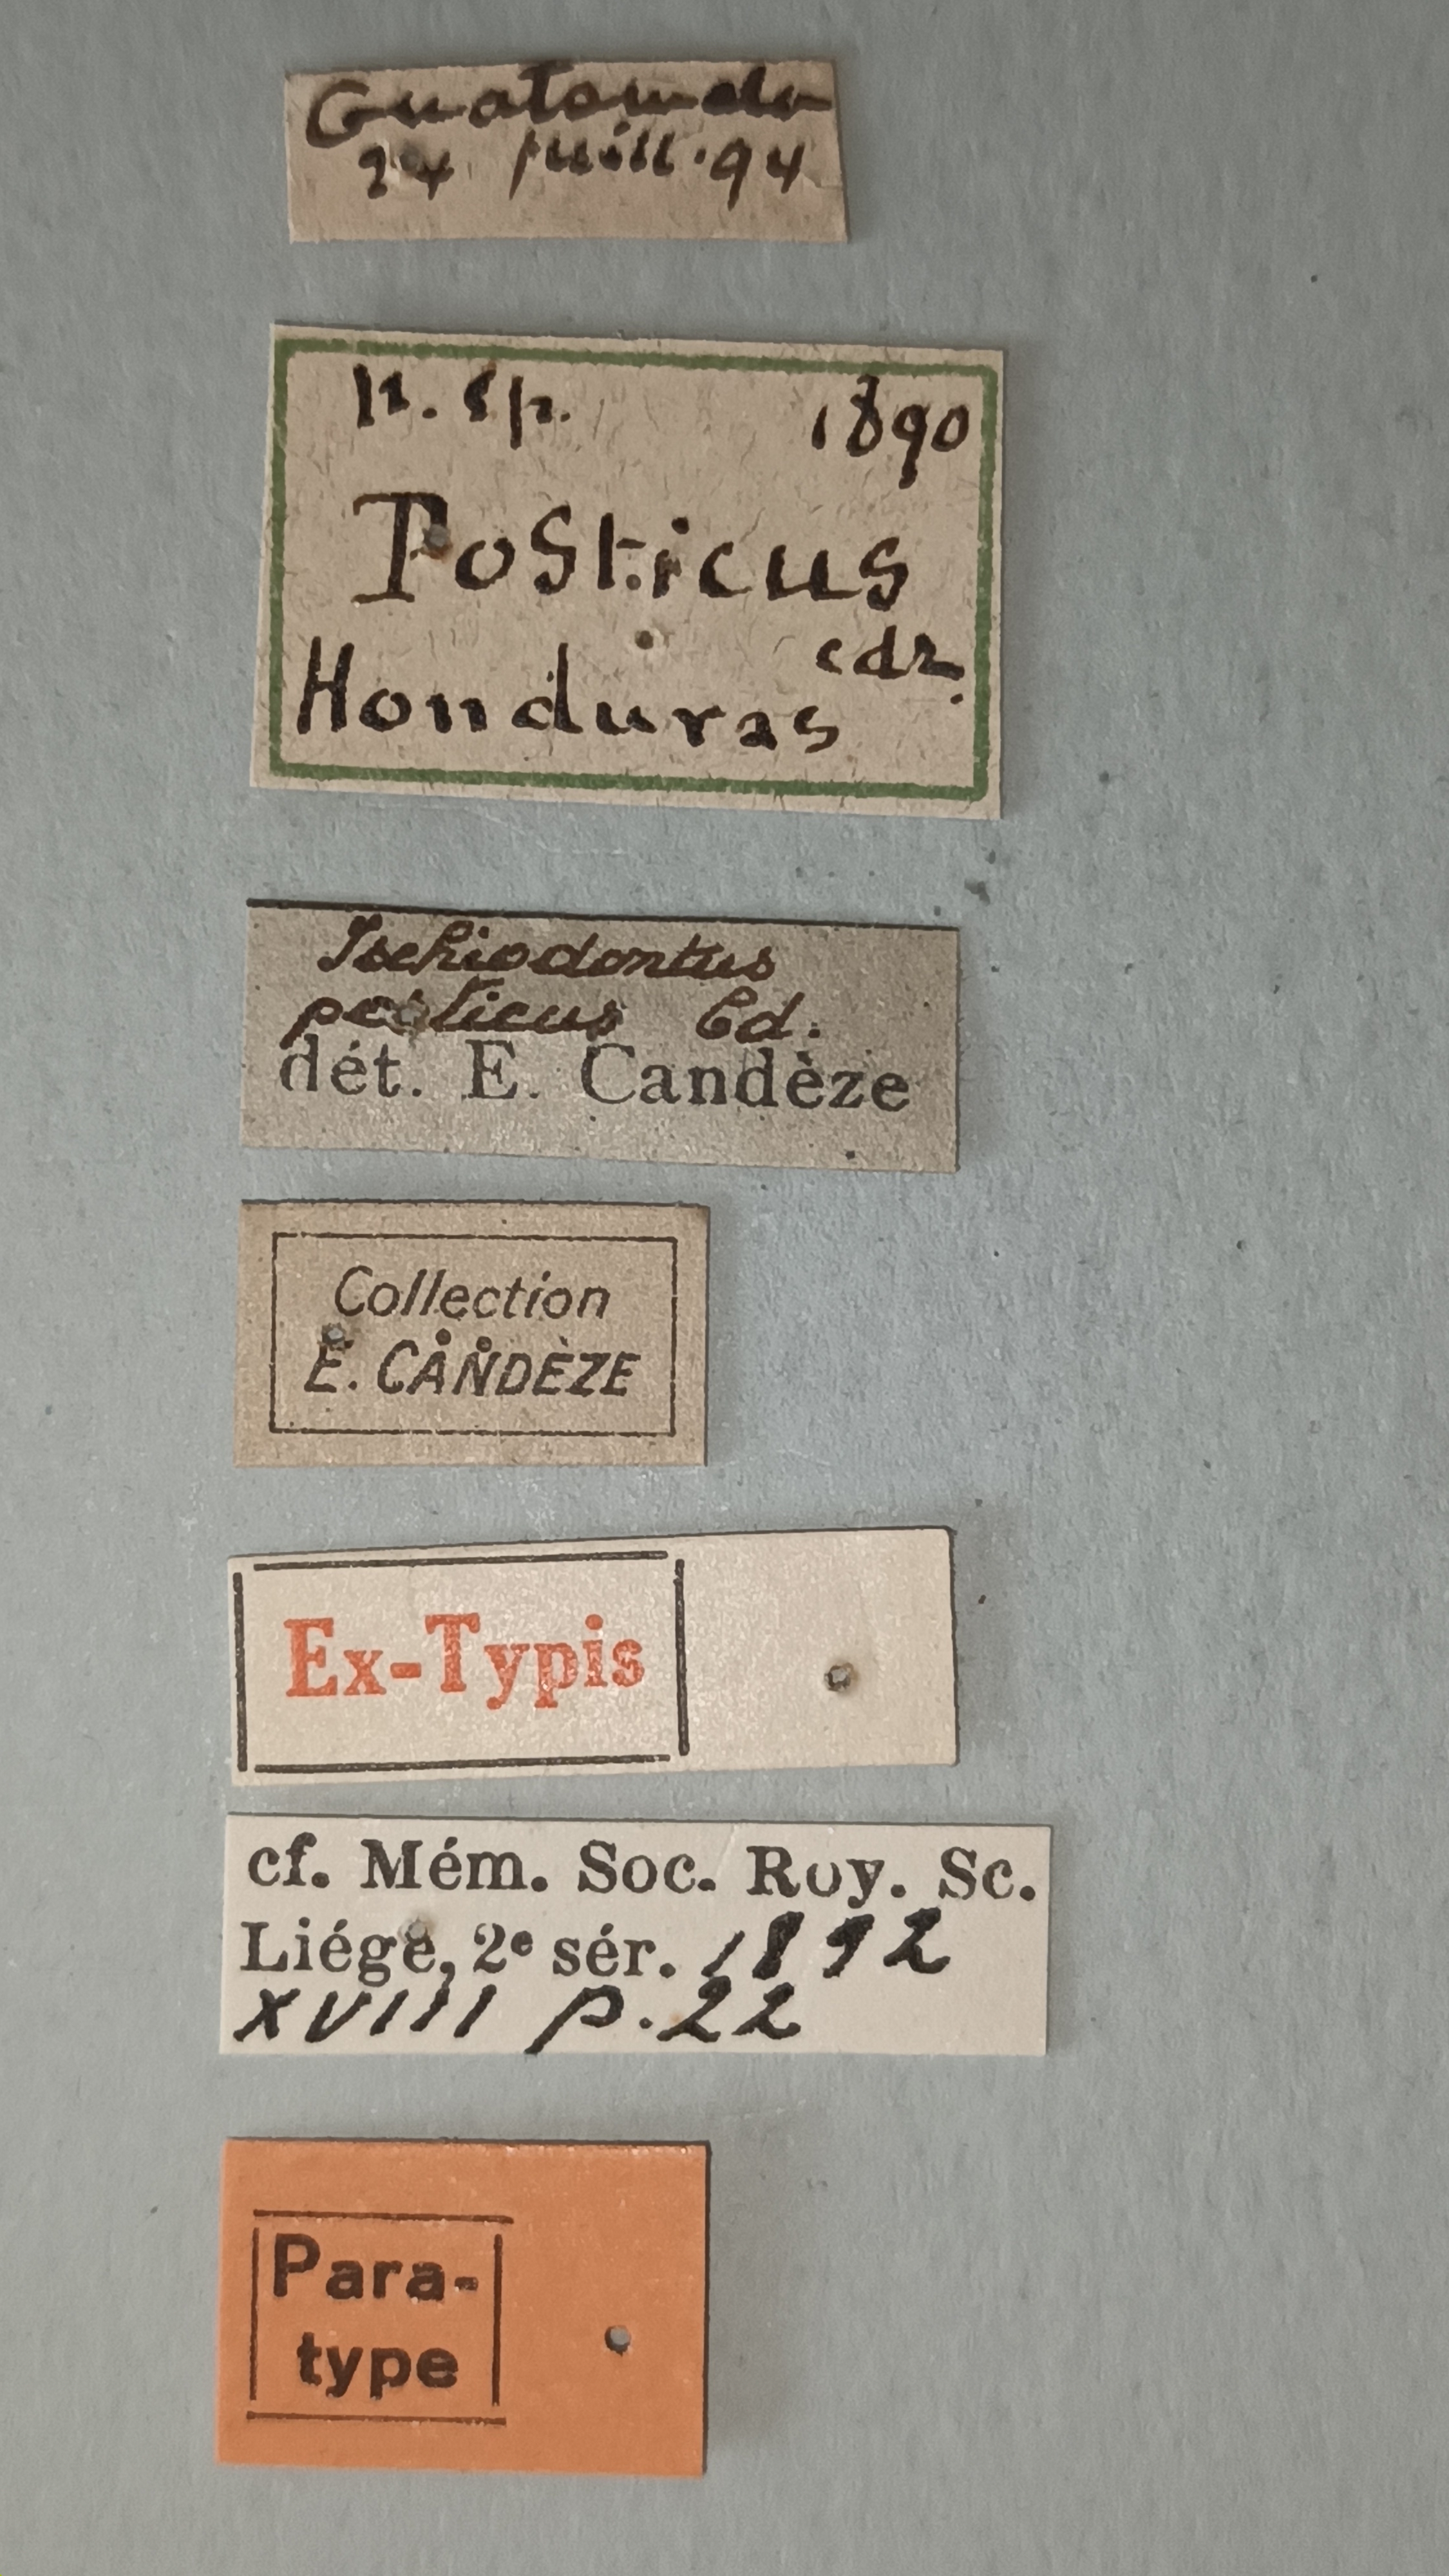 24 juill. 94
n. sp. 1890
Posticus
cdz.
Honduras
Ischiodontus
posticus Cd.
dét. E. Candèze
Collection
E. CANDÈZE
Ex-Typis
cf. Mém. Soc. Roy. Sc.
Liége, 2e sér. 1892
XVIII p. 22
Para-
type